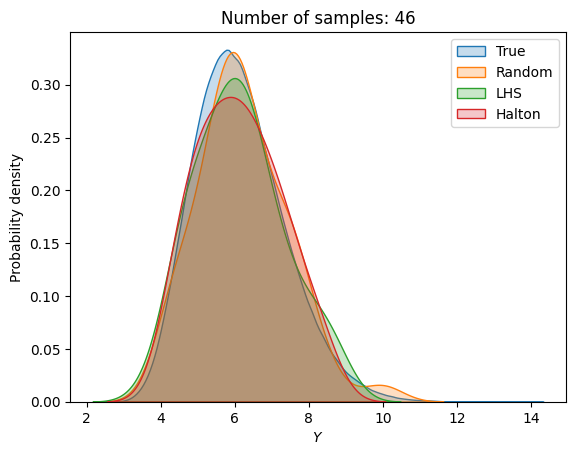 Number of samples: 46
True
Random
LHS
Halton
Probability density
0.30
0.25
0.20
0.15
0.10
0.05
0.00
2 4 6 8 10 12 14
Y